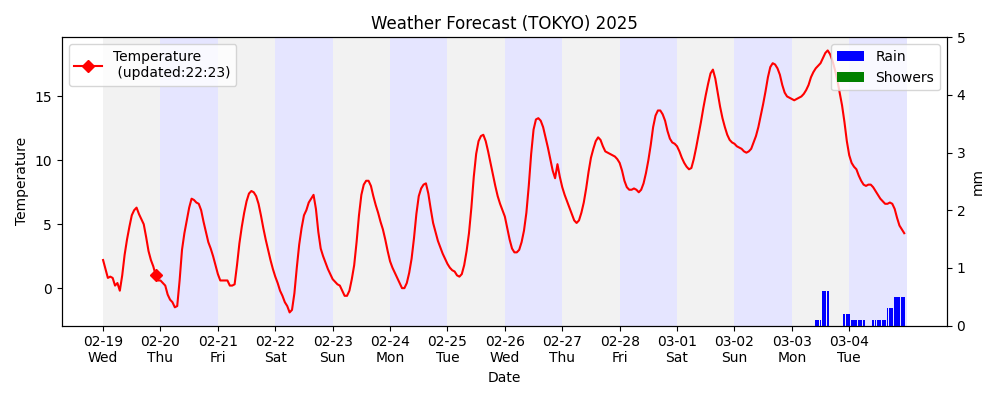 Weather Forecast (TOKYO) 2025
Temperature
(updated:22:23)
Rain
Showers
Temperature
15
10
5
0
5
4
3
2
1
0
mm
02-19 02-20 02-21 02-22 02-23 02-24 02-25 02-26 02-27 02-28 03-01 03-02 03-03 03-04
Wed Thu Fri Sat Sun Mon Tue Wed Thu Fri Sat Sun Mon Tue
Date